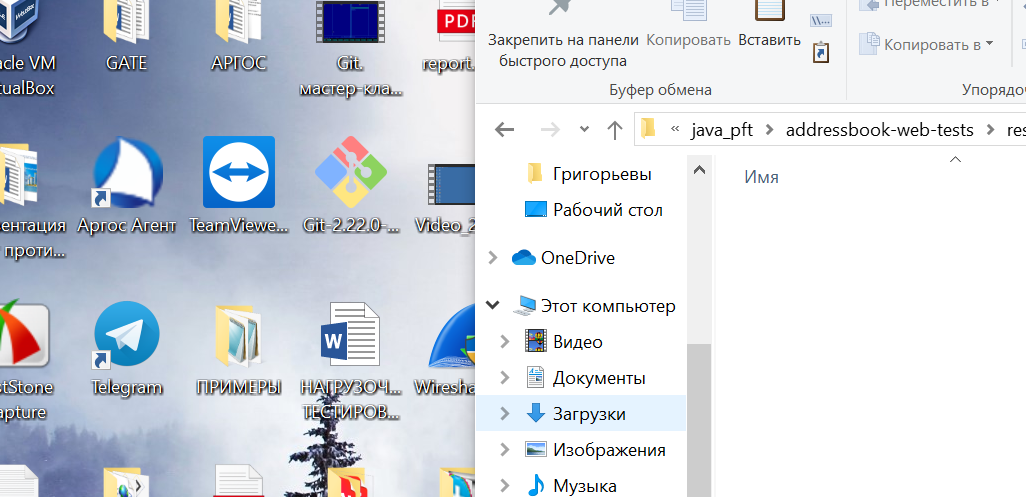 acle VM
tualBox
GATE
АРГОС
Git.
мастер-кла...
report.
PDF
ентация
проти...
Аргос Агент
TeamViewe...
Git-2.22.0-...
Video_2
stStone
apture
Telegram
ПРИМЕРЫ
НАГРУЗОЧ...
ТЕСТИРОВ...
Wiresha
W
Закрепить на панели
быстрого доступа
Копировать
Вставить
Буфер обмена
Переместить в
Копировать в
Упорядоч
« java_pft > addressbook-web-tests > res
Имя
Григорьевы
Рабочий стол
OneDrive
Этот компьютер
Видео
Документы
Загрузки
Изображения
Музыка